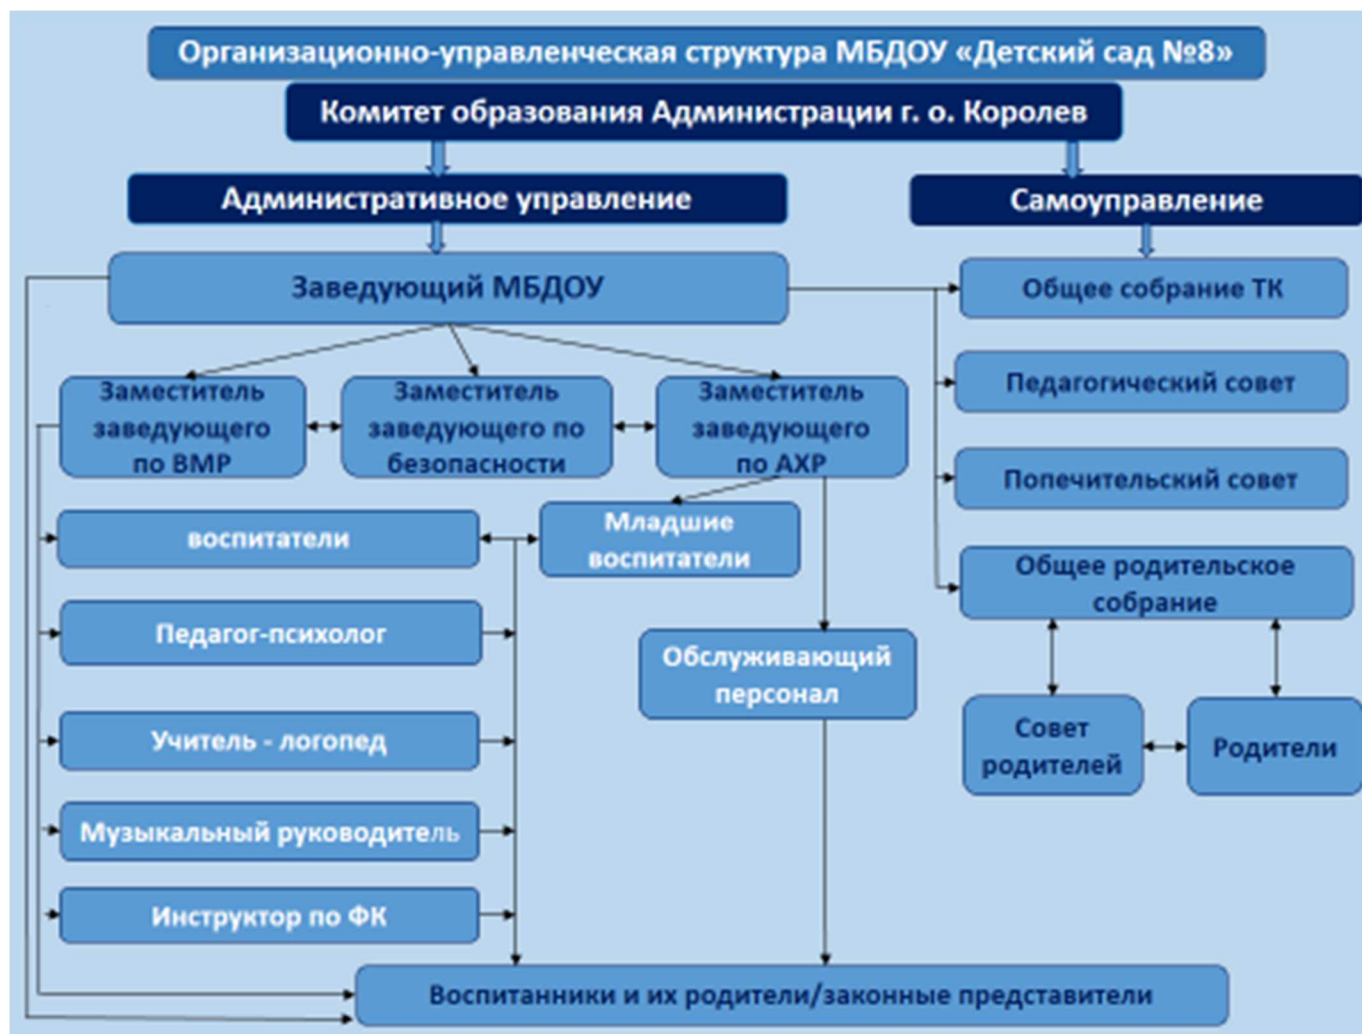 Организационно-управленческая структура МБДОУ «Детский сад №8»
Комитет образования Администрации г. о. Королев
Административное управление
Самоуправление
Заведующий МБДОУ
Общее собрание ТК
Педагогический совет
Попечительский совет
Общее родительское
собрание
Совет
родителей
Родители
Заместитель
заведующего
по ВМР
Заместитель
заведующего по
безопасности
Заместитель
заведующего
по АХР
воспитатели
Младшие
воспитатели
Педагог-психолог
Обслуживающий
персонал
Учитель - логопед
Музыкальный руководитель
Инструктор по ФК
Воспитанники и их родители/законные представители